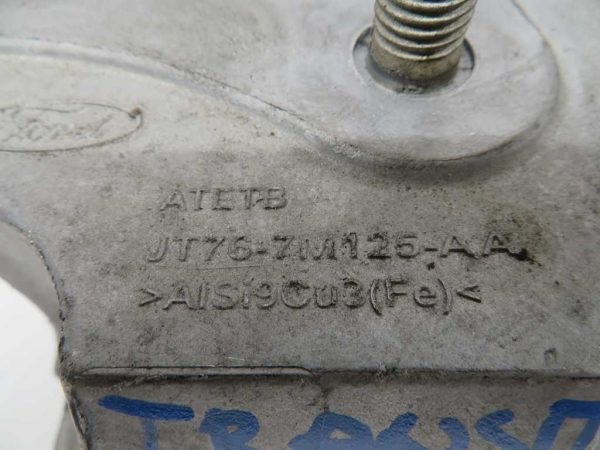 Ford
ATETB
JT76-7M125-AA
>AlSi9Cu3(Fe)<